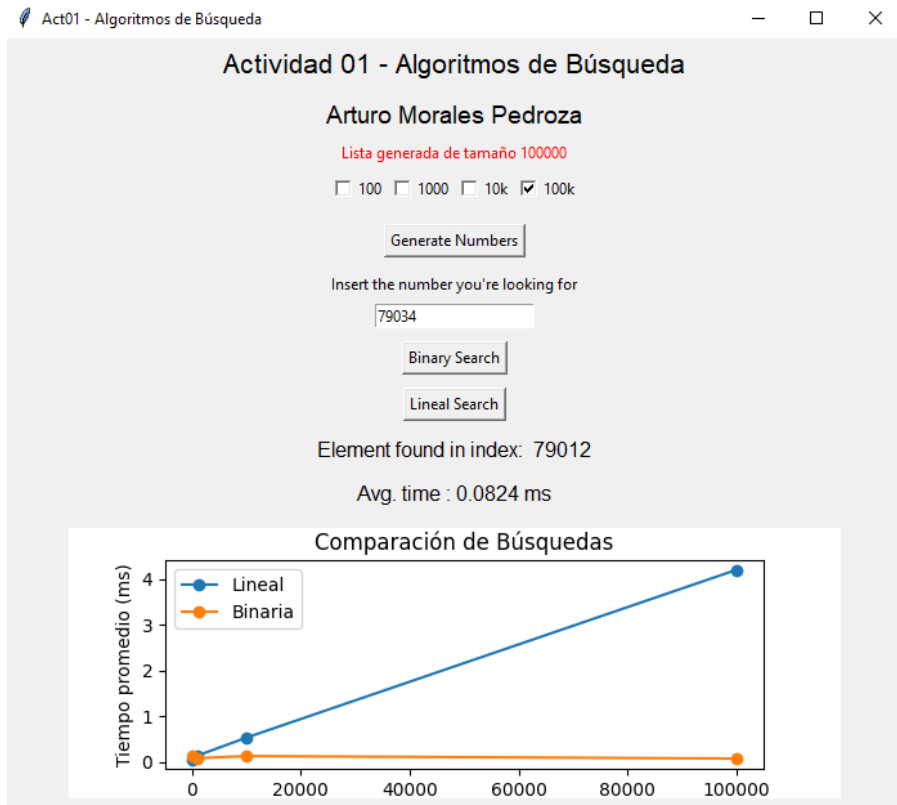 Act01 - Algoritmos de Búsqueda
Actividad 01 - Algoritmos de Búsqueda
Arturo Morales Pedroza
Lista generada de tamaño 100000
100 1000 10k 100k
Generate Numbers
Insert the number you're looking for
79034
Binary Search
Lineal Search
Element found in index: 79012
Avg. time : 0.0824 ms
Comparación de Búsquedas
Tiempo promedio (ms)
4
3
2
1
0
Lineal
Binaria
0 20000 40000 60000 80000 100000